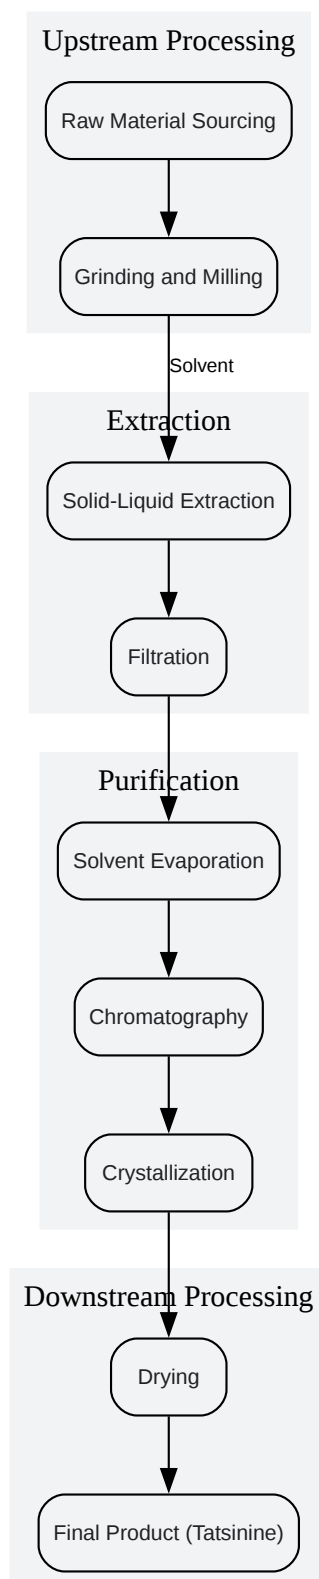 Upstream Processing
Raw Material Sourcing
Grinding and Milling
Solvent
Extraction
Solid-Liquid Extraction
Filtration
Purification
Solvent Evaporation
Chromatography
Crystallization
Downstream Processing
Drying
Final Product (Tatsinine)